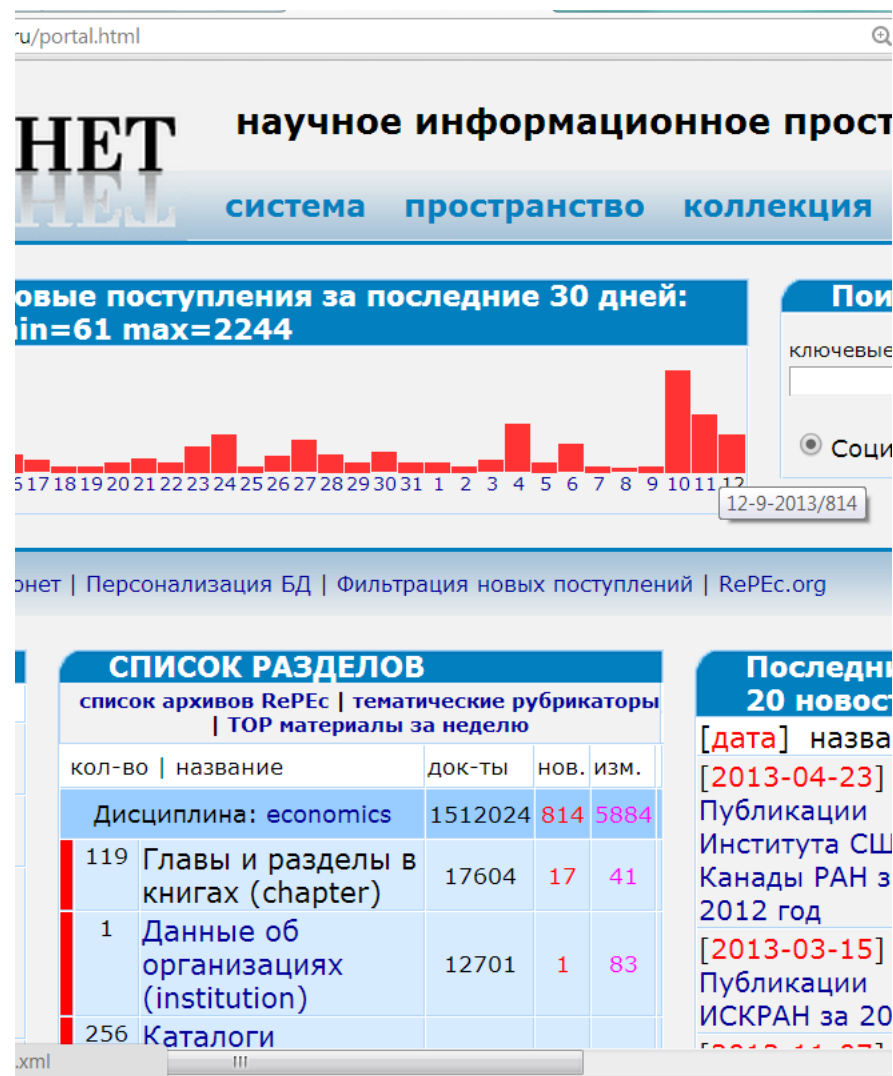 ru/portal.html
НЕТ
научное информационное прост
система пространство коллекция
овые поступления за последние 30 дней:
in=61 max=2244
Пои
ключевые
Соци
6 17 18 19 20 21 22 23 24 25 26 27 28 29 30 31 1 2 3 4 5 6 7 8 9 10 11 12
12-9-2013/814
онет | Персонализация БД | Фильтрация новых поступлений | RePEc.org
СПИСОК РАЗДЕЛОВ
список архивов RePEc | тематические рубрикаторы
| TOP материалы за неделю
кол-во | название док-ты нов. изм.
Дисциплина: economics 1512024 814 5884
119 Главы и разделы в
книгах (chapter) 17604 17 41
1 Данные об
организациях 12701 1 83
(institution)
256 Каталоги
Последни
20 новост
[дата] назва
[2013-04-23]
Публикации
Института СШ
Канады РАН з
2012 год
[2013-03-15]
Публикации
ИСКРАН за 20
.xml